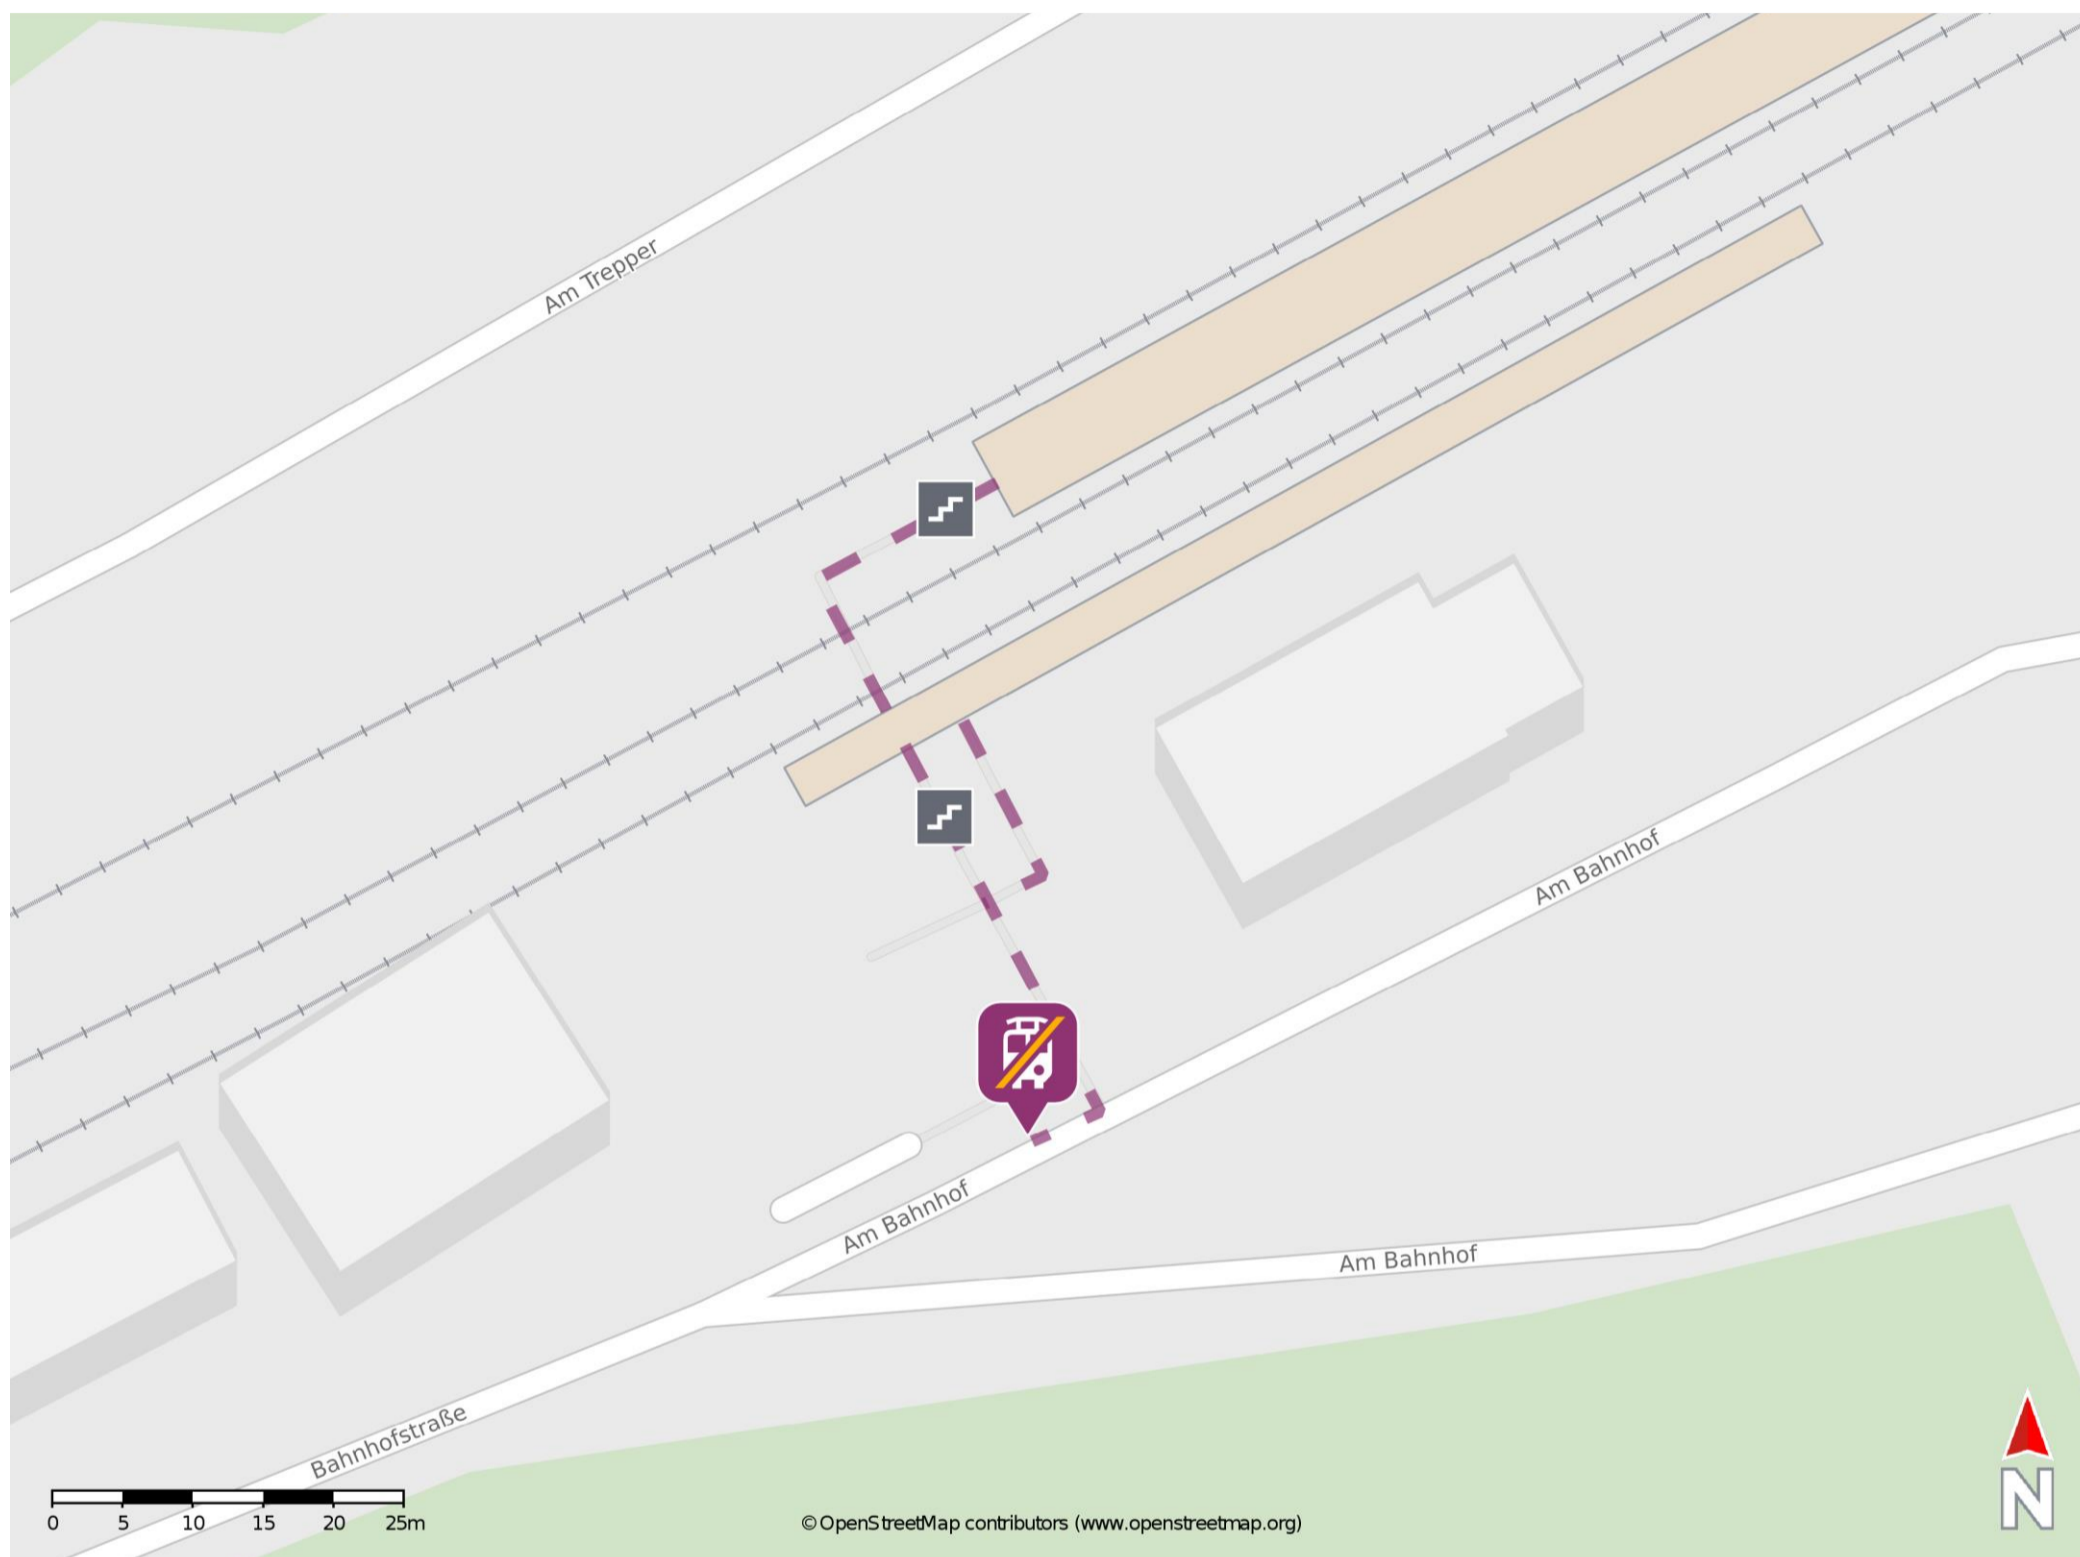 Am Trepper
Am Bahnhof
Am Bahnhof
Am Bahnhof
Bahnhofstraße
N
0 5 10 15 20 25m
© OpenStreetMap contributors (www.openstreetmap.org)